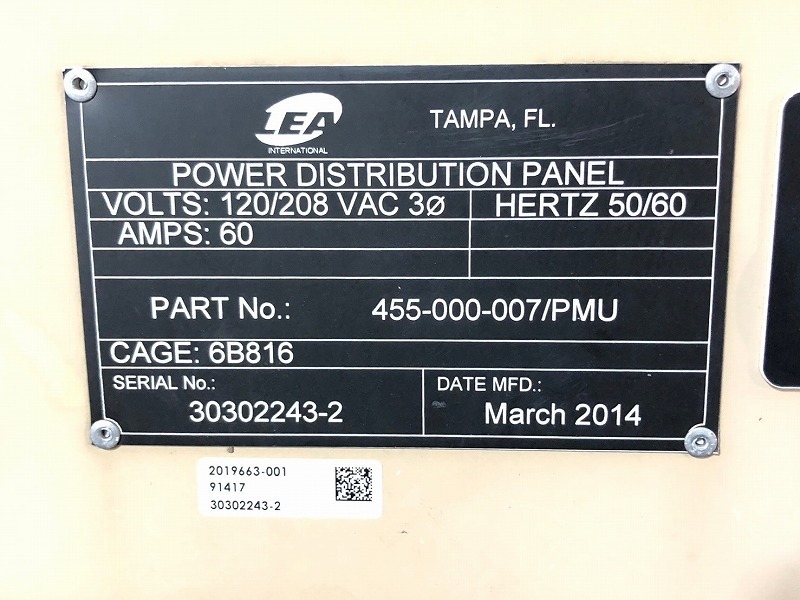 LEA
INTERNATIONAL
TAMPA, FL.
POWER DISTRIBUTION PANEL
VOLTS: 120/208 VAC 3ø
HERTZ 50/60
AMPS: 60
PART No.: 455-000-007/PMU
CAGE: 6B816
SERIAL No.:
30302243-2
DATE MFD.:
March 2014
2019663-001
91417
30302243-2